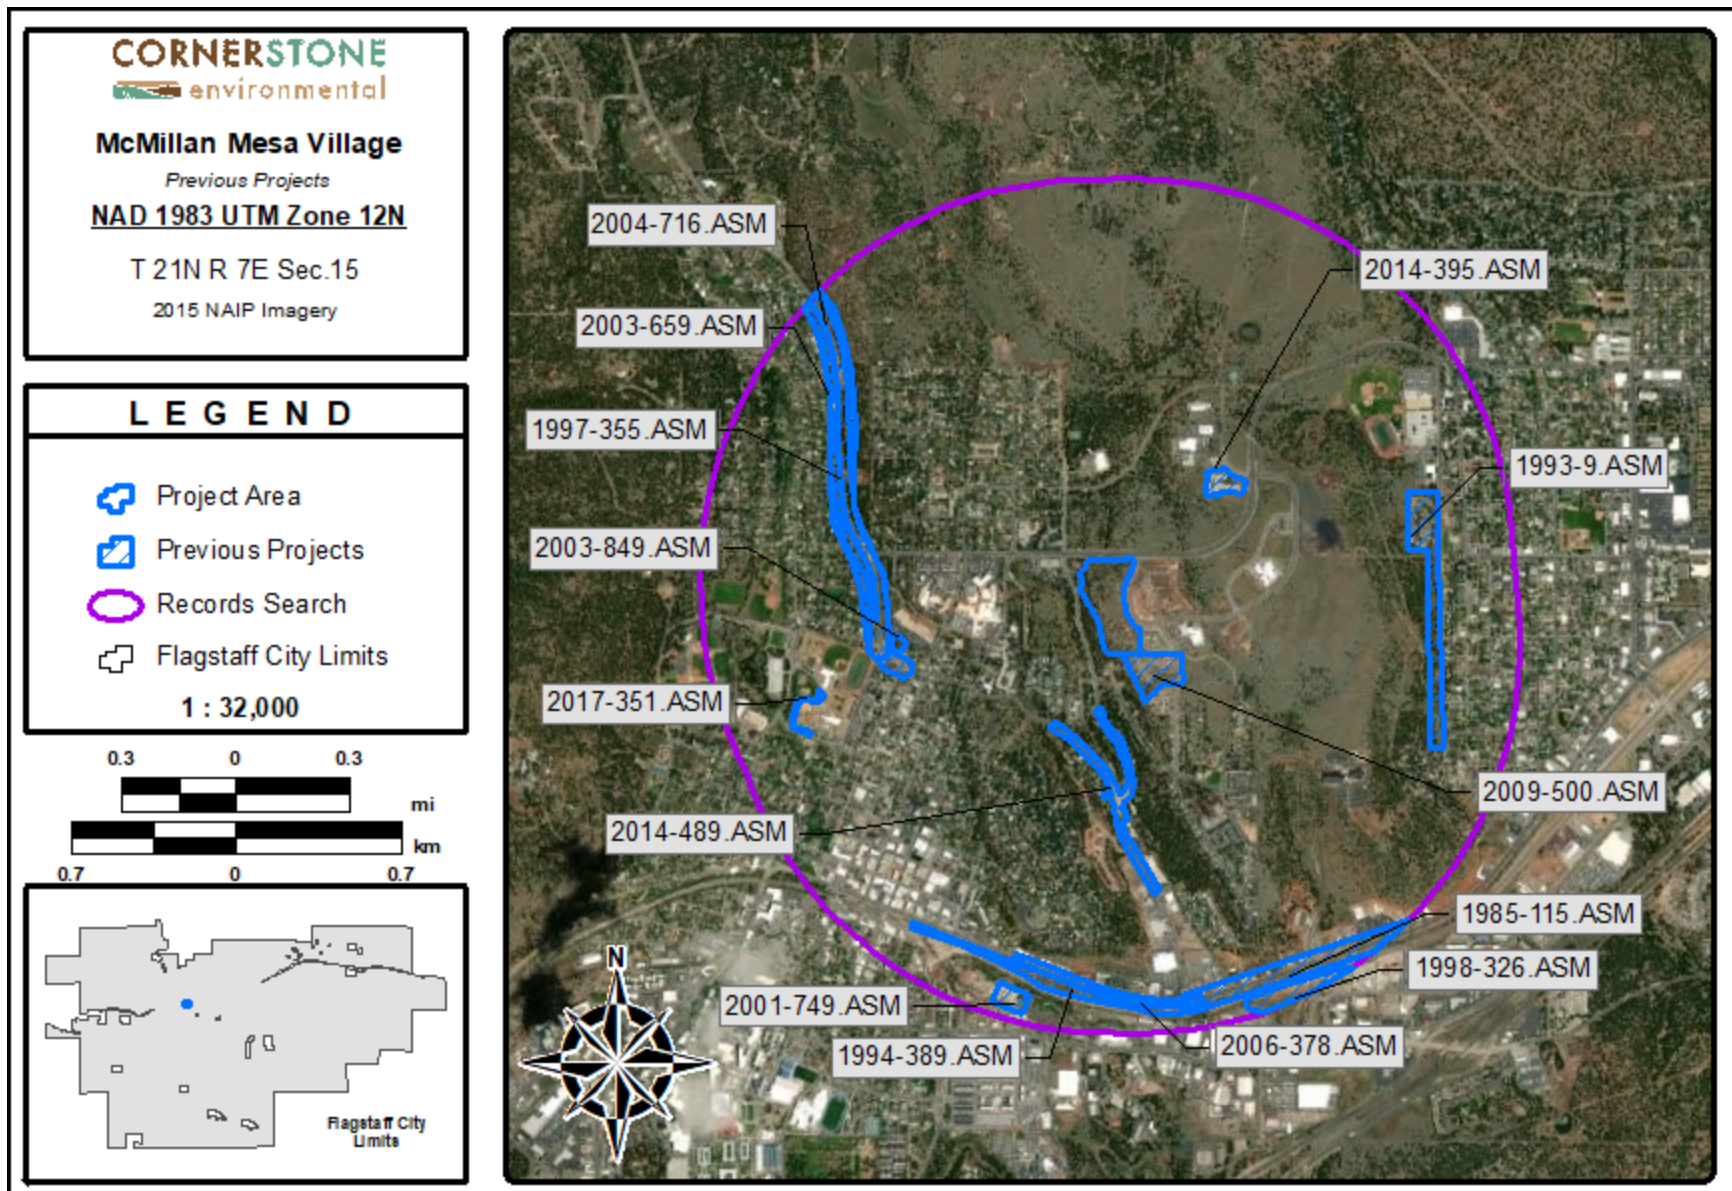 CORNERSTONE
environmental
McMillan Mesa Village
Previous Projects
NAD 1983 UTM Zone 12N
T 21N R 7E Sec.15
2015 NAIP Imagery
LEGEND
Project Area
Previous Projects
Records Search
Flagstaff City Limits
1 : 32,000
0.3 0 0.3
mi
km
0.7 0 0.7
Flagstaff City
Limits
2004-716.ASM
2014-395.ASM
2003-659.ASM
1997-355.ASM
1993-9.ASM
2003-849.ASM
2017-351.ASM
2009-500.ASM
2014-489.ASM
1985-115.ASM
1998-326.ASM
2001-749.ASM
2006-378.ASM
1994-389.ASM
N